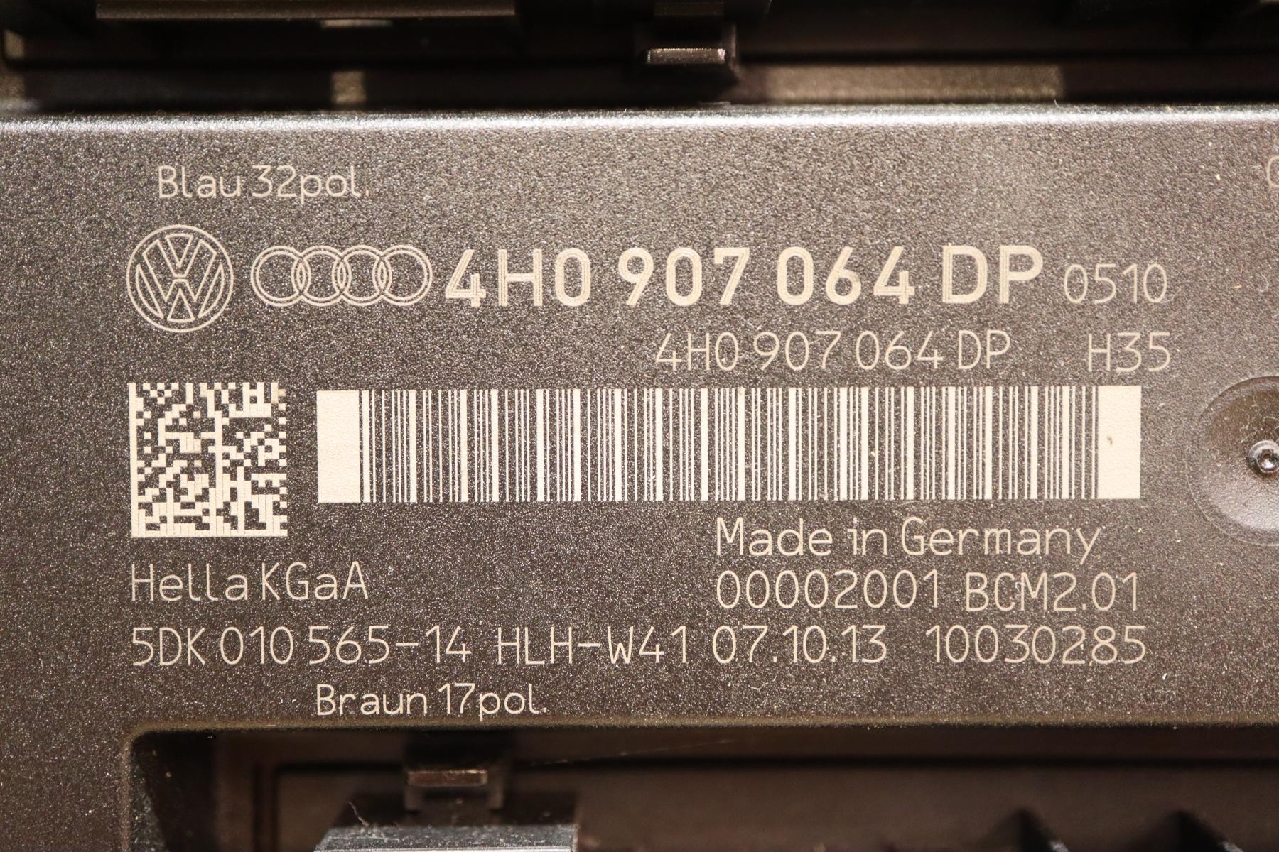 Blau 32pol.
4H0 907 064 DP 0510
4H0 907 064 DP H35
Made in Germany
Hella KGaA 00002001 BCM2.01
5DK 010 565-14 HLH-W41 07.10.13 10030285
Braun 17pol.